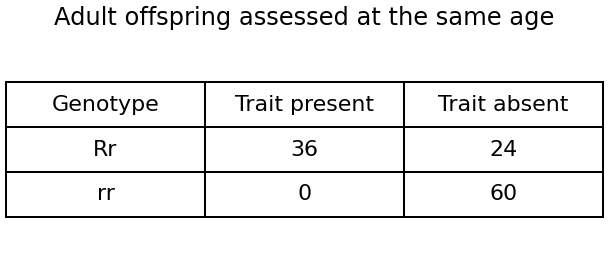 Adult offspring assessed at the same age
Genotype Trait present Trait absent
Rr 36 24
rr 0 60